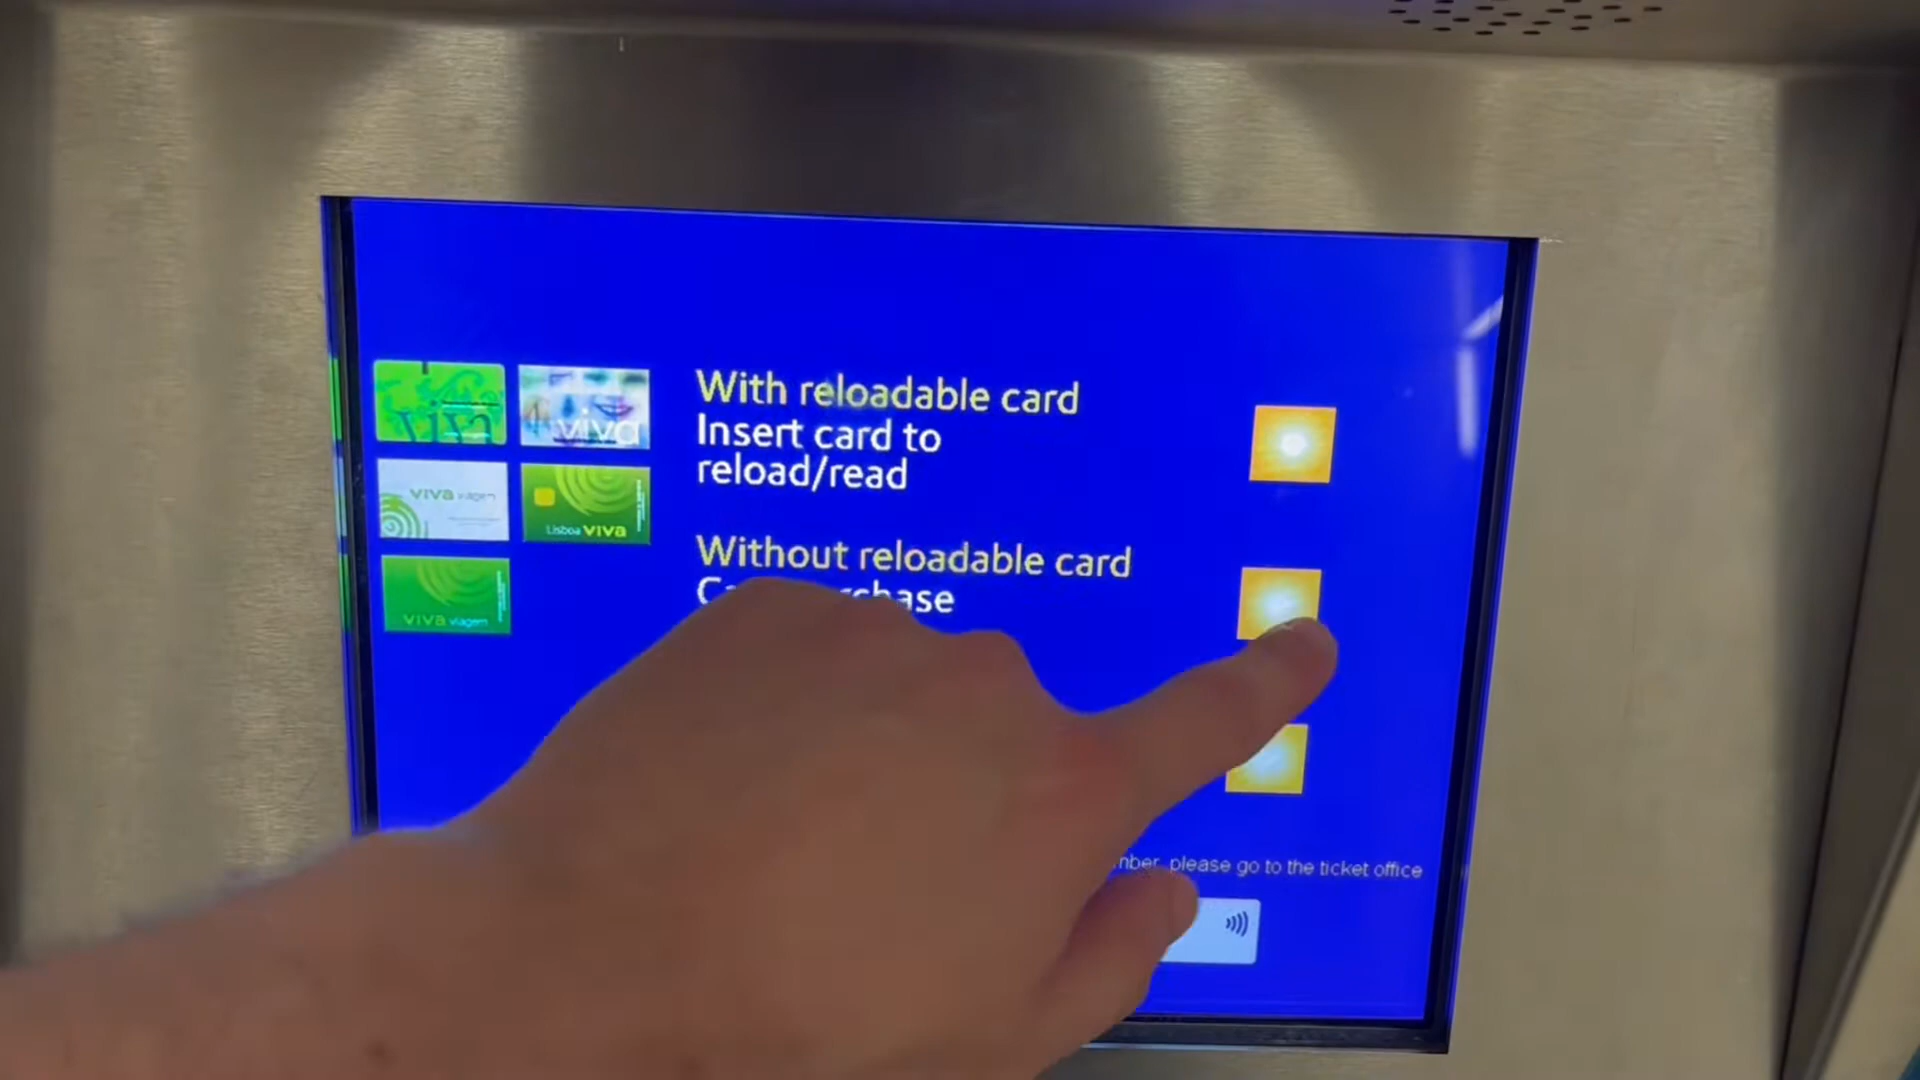 With reloadable card
Insert card to
reload/read
viva
viva viagem
Lisboa viva
Without reloadable card
viva viagem
please go to the ticket office